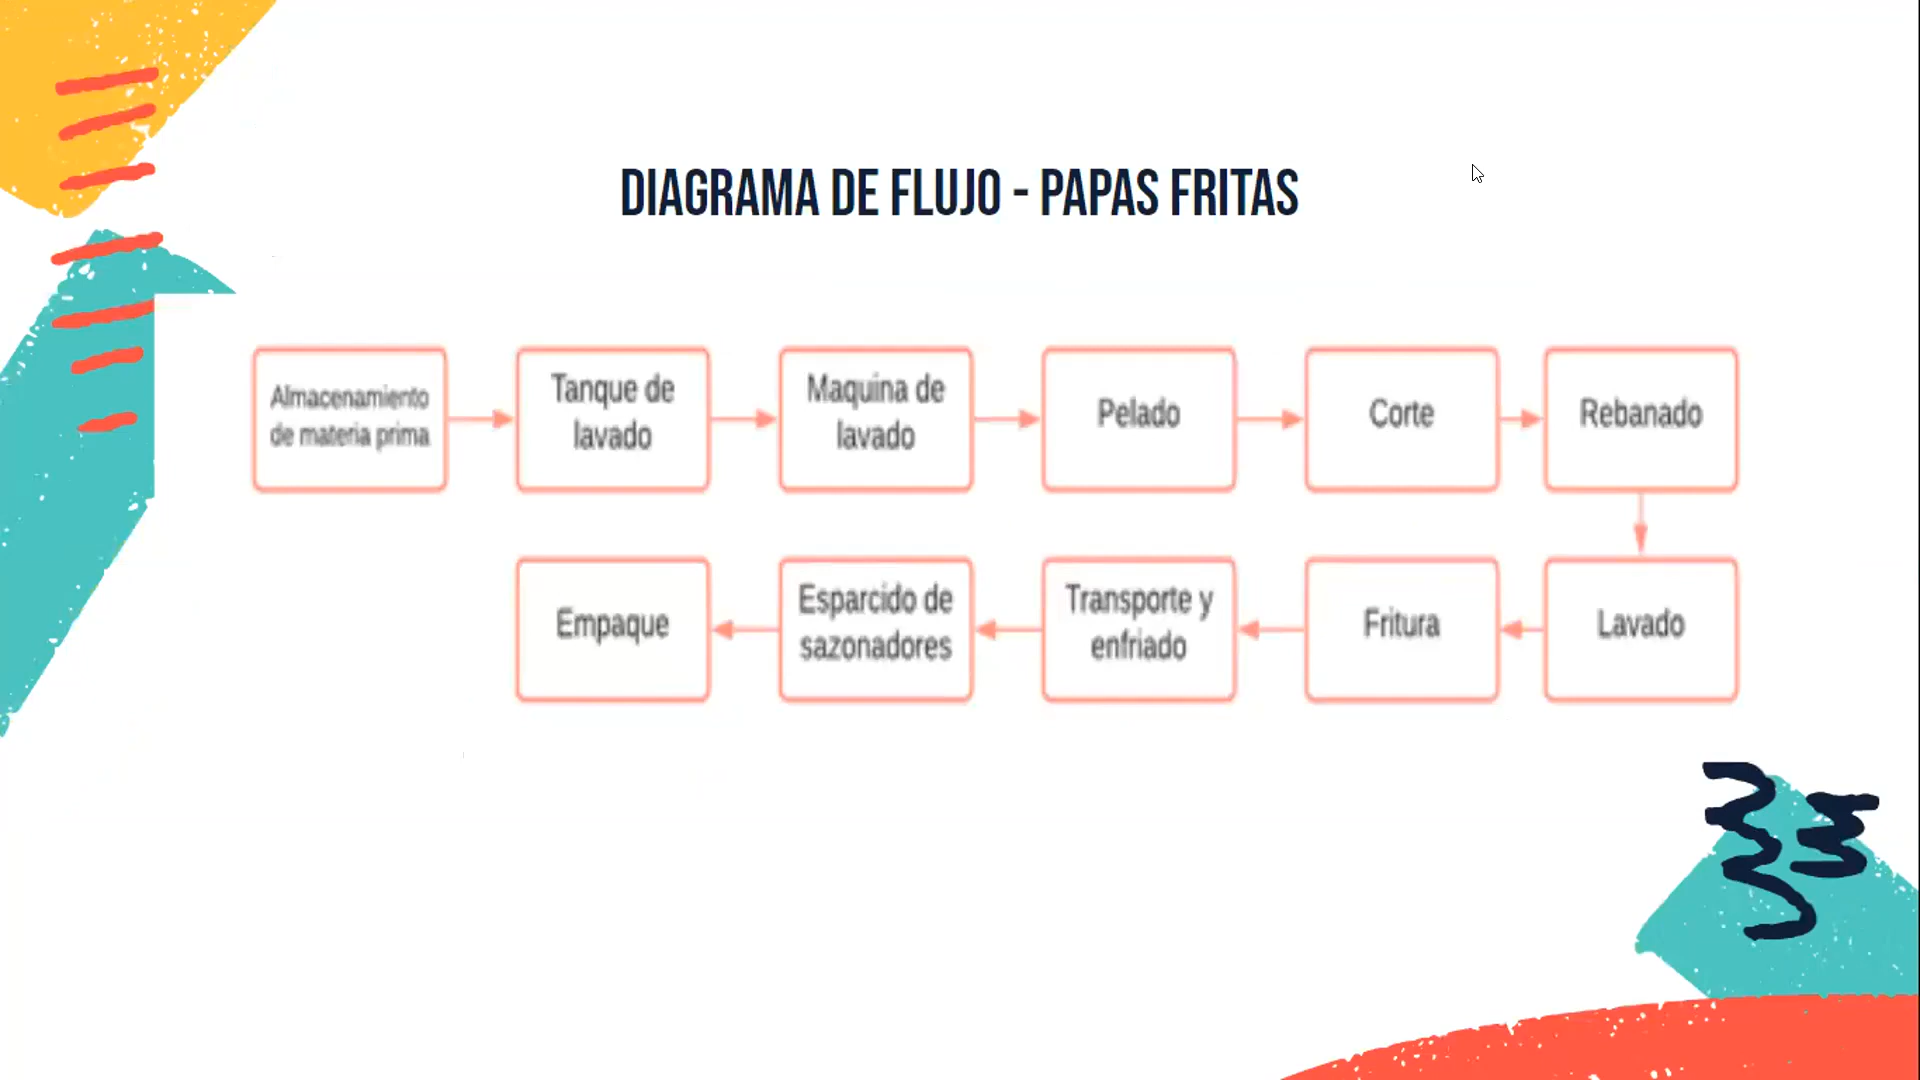 DIAGRAMA DE FLUJO - PAPAS FRITAS
Almacenamiento
de materia prima
Tanque de
lavado
Maquina de
lavado
Pelado
Corte
Rebanado
Lavado
Fritura
Transporte y
enfriado
Esparcido de
sazonadores
Empaque